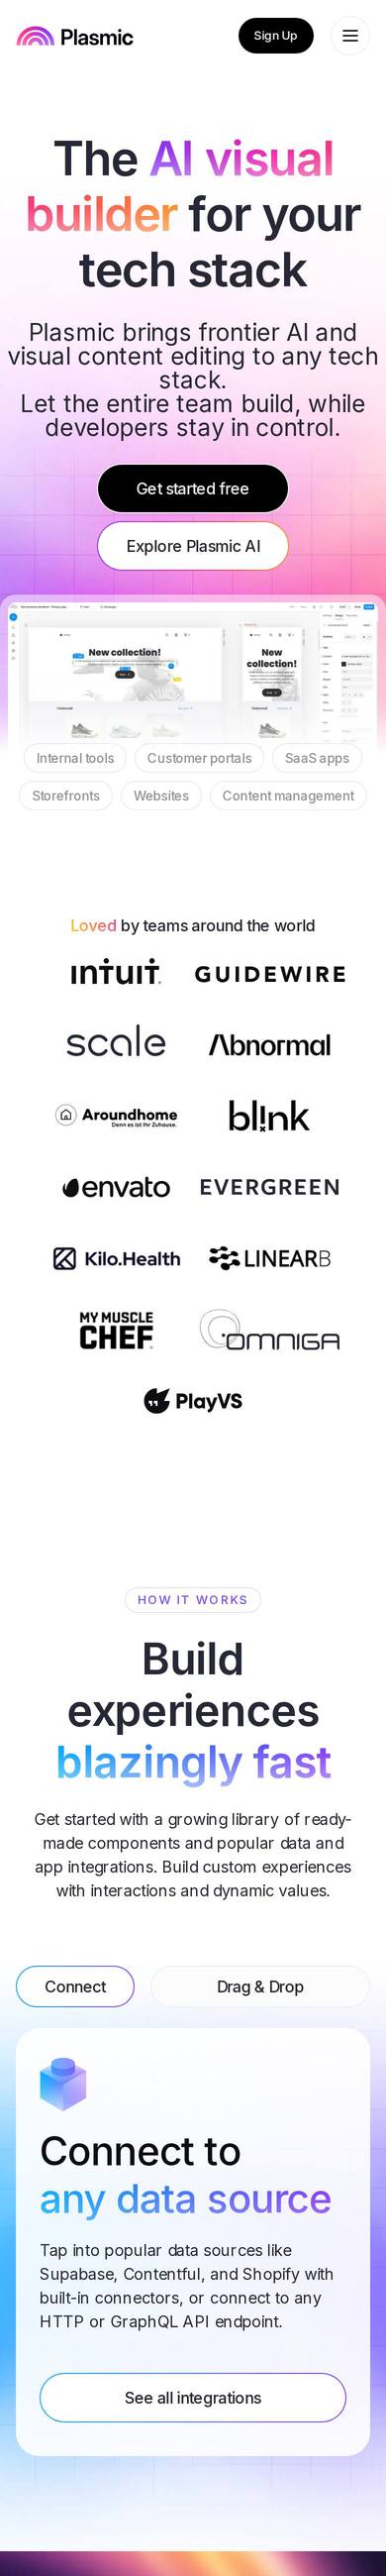 Plasmic
Sign Up
The AI visual
builder for your
tech stack
Plasmic brings frontier AI and
visual content editing to any tech
stack.
Let the entire team build, while
developers stay in control.
Get started free
Explore Plasmic AI
New collection!
New
collection!
Featured
Featured
Internal tools
Customer portals
SaaS apps
Storefronts
Websites
Content management
Loved by teams around the world
intuit
GUIDEWIRE
scale
Abnormal
Aroundhome
Denn es ist Ihr Zuhause.
bl!nk
envato
EVERGREEN
Kilo.Health
LINEARB
MY MUSCLE
CHEF
OMNIGA
PlayVS
HOW IT WORKS
Build
experiences
blazingly fast
Get started with a growing library of ready-
made components and popular data and
app integrations. Build custom experiences
with interactions and dynamic values.
Connect
Drag & Drop
Connect to
any data source
Tap into popular data sources like
Supabase, Contentful, and Shopify with
built-in connectors, or connect to any
HTTP or GraphQL API endpoint.
See all integrations